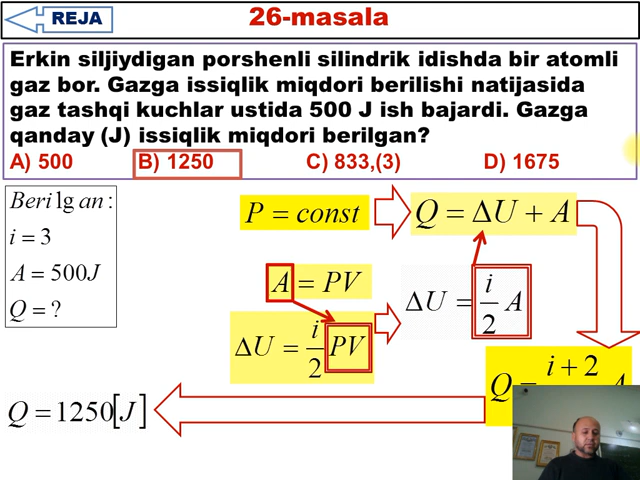 REJA
26-masala
Erkin siljiydigan porshenli silindrik idishda bir atomli
gaz bor. Gazga issiqlik miqdori berilishi natijasida
gaz tashqi kuchlar ustida 500 J ish bajardi. Gazga
qanday (J) issiqlik miqdori berilgan?
A) 500 B) 1250 C) 833,(3) D) 1675
Berilgan:
i = 3
A = 500J
Q = ?
P = const
Q = ΔU + A
A = PV
ΔU = i/2 PV
ΔU = i/2 A
Q = i + 2
A
Q = 1250[J]